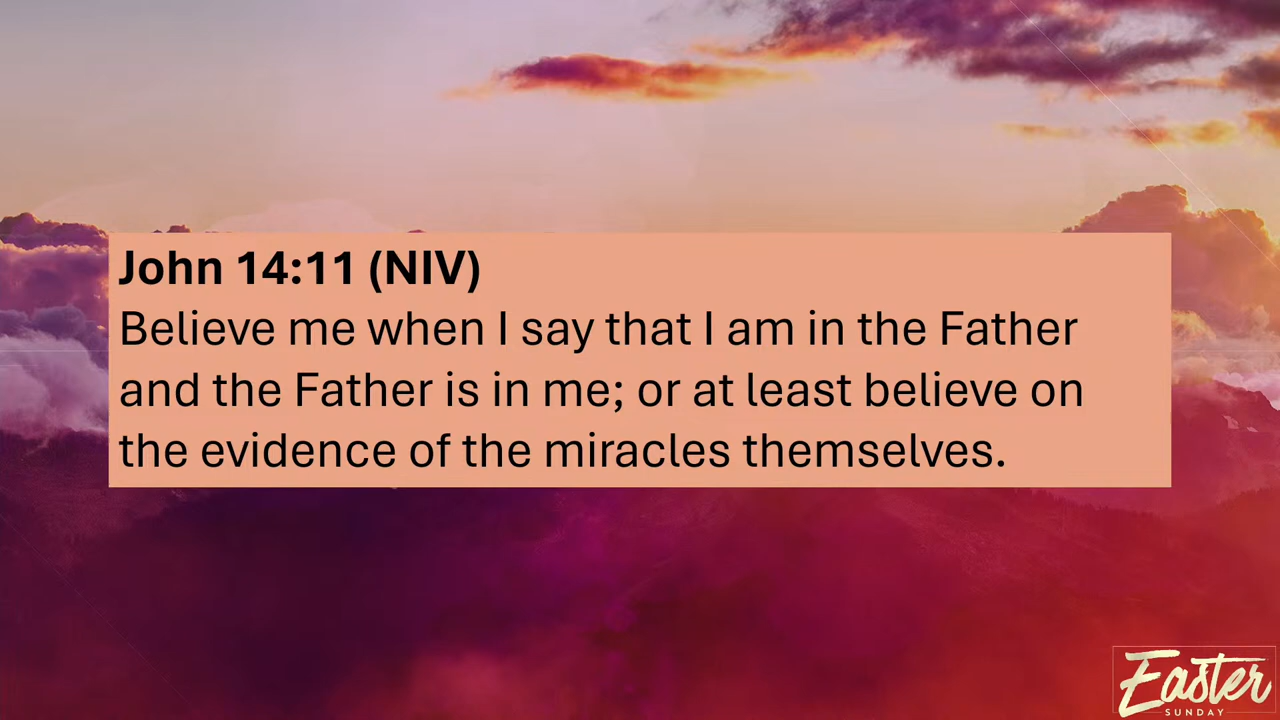 John 14:11 (NIV)
Believe me when I say that I am in the Father
and the Father is in me; or at least believe on
the evidence of the miracles themselves.
Easter
SUNDAY